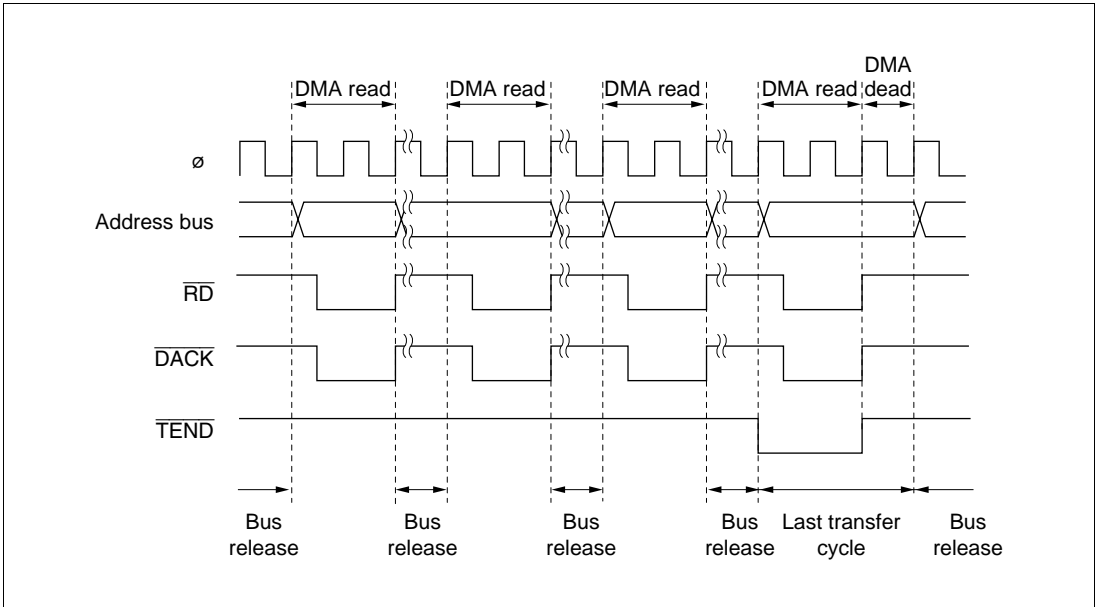 DMA
DMA read DMA read DMA read DMA read dead
ø
Address bus
RD
DACK
TEND
Bus release
Bus release
Bus release
Bus release
Last transfer cycle
Bus release